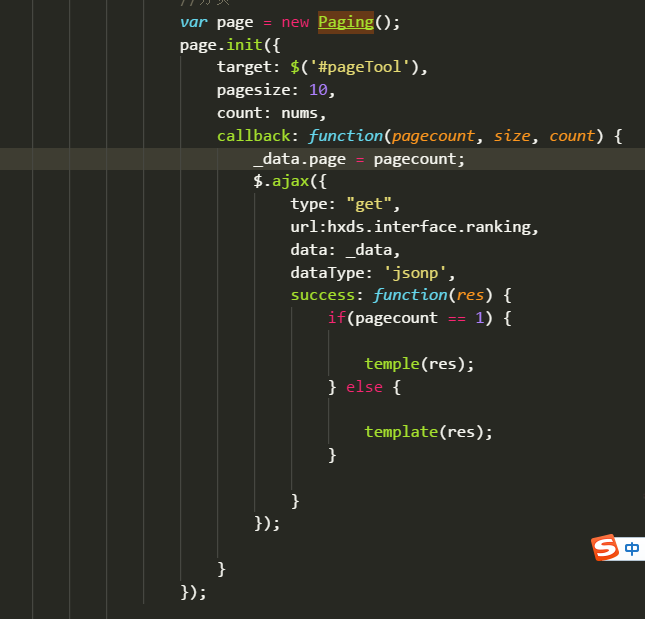 var page = new Paging();
page.init({
target: $('#pageTool'),
pagesize: 10,
count: nums,
callback: function(pagecount, size, count) {
_data.page = pagecount;
$.ajax({
type: "get",
url:hxds.interface.ranking,
data: _data,
dataType: 'jsonp',
success: function(res) {
if(pagecount == 1) {
temple(res);
} else {
template(res);
}
}
});
}
});
S 中